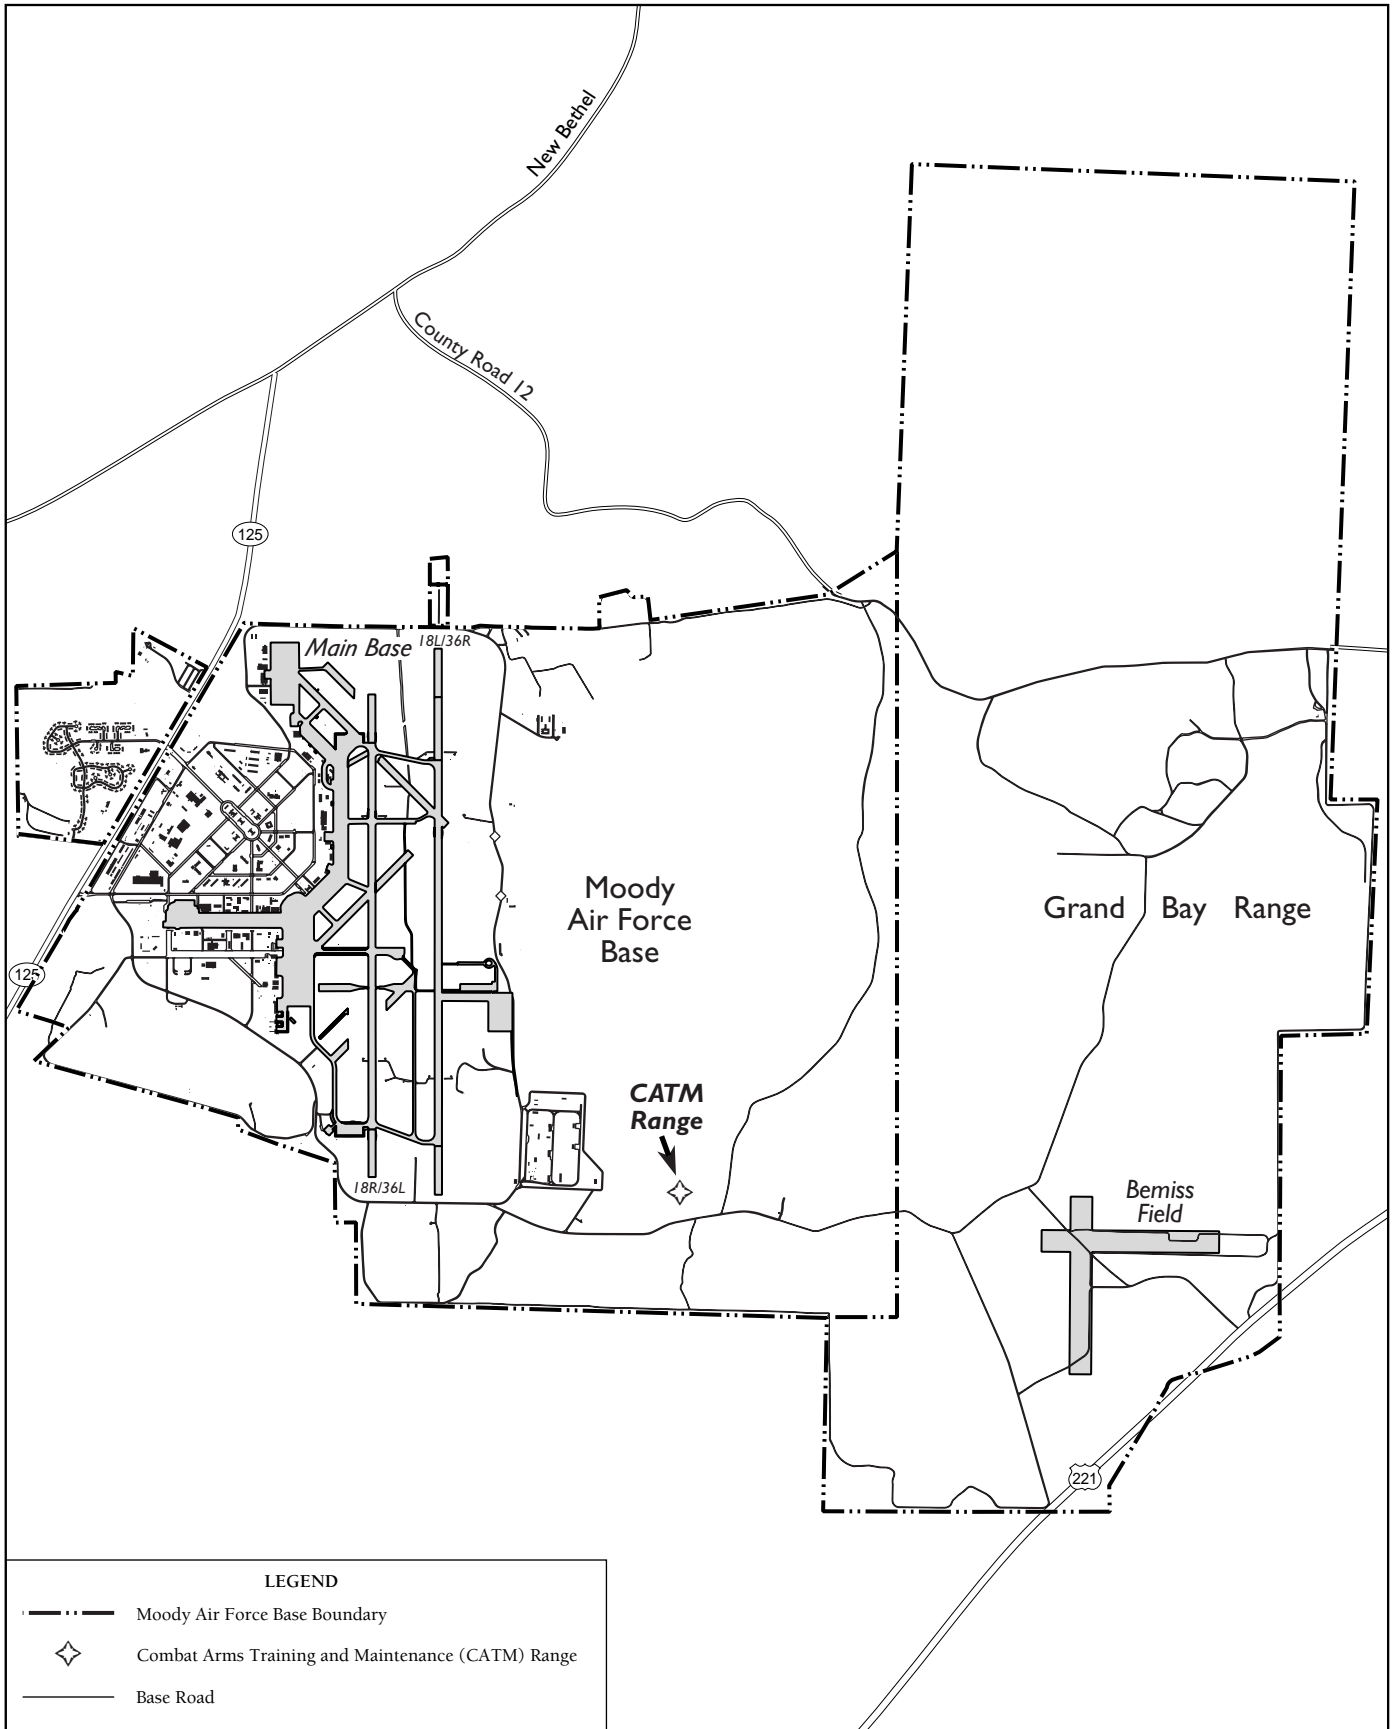 New Bethel
County Road 12
125
Main Base
18L/36R
Moody
Air Force
Base
Grand Bay Range
125
CATM
Range
18R/36L
Bemiss
Field
221
LEGEND
Moody Air Force Base Boundary
Combat Arms Training and Maintenance (CATM) Range
Base Road